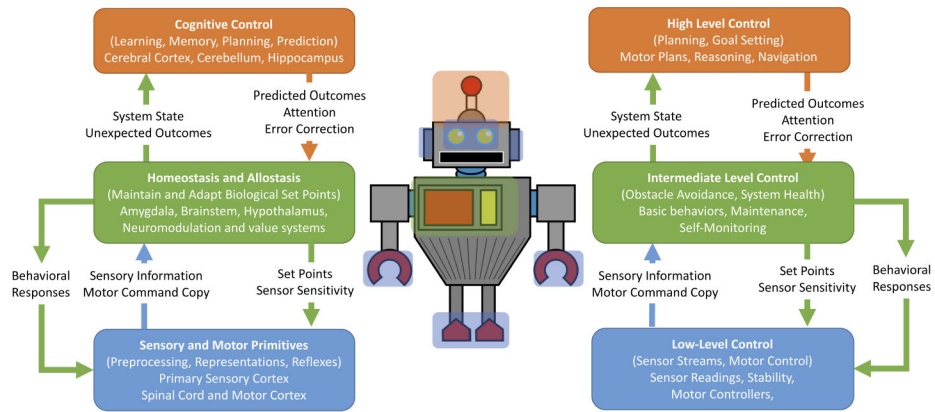 Cognitive Control
(Learning, Memory, Planning, Prediction)
Cerebral Cortex, Cerebellum, Hippocampus
System State
Unexpected Outcomes
Predicted Outcomes
Attention
Error Correction
Homeostasis and Allostasis
(Maintain and Adapt Biological Set Points)
Amygdala, Brainstem, Hypothalamus,
Neuromodulation and value systems
Behavioral
Responses
Sensory Information
Motor Command Copy
Set Points
Sensor Sensitivity
Sensory and Motor Primitives
(Preprocessing, Representations, Reflexes)
Primary Sensory Cortex
Spinal Cord and Motor Cortex
High Level Control
(Planning, Goal Setting)
Motor Plans, Reasoning, Navigation
System State
Unexpected Outcomes
Predicted Outcomes
Attention
Error Correction
Intermediate Level Control
(Obstacle Avoidance, System Health)
Basic behaviors, Maintenance,
Self-Monitoring
Sensory Information
Motor Command Copy
Set Points
Sensor Sensitivity
Behavioral
Responses
Low-Level Control
(Sensor Streams, Motor Control)
Sensor Readings, Stability,
Motor Controllers,